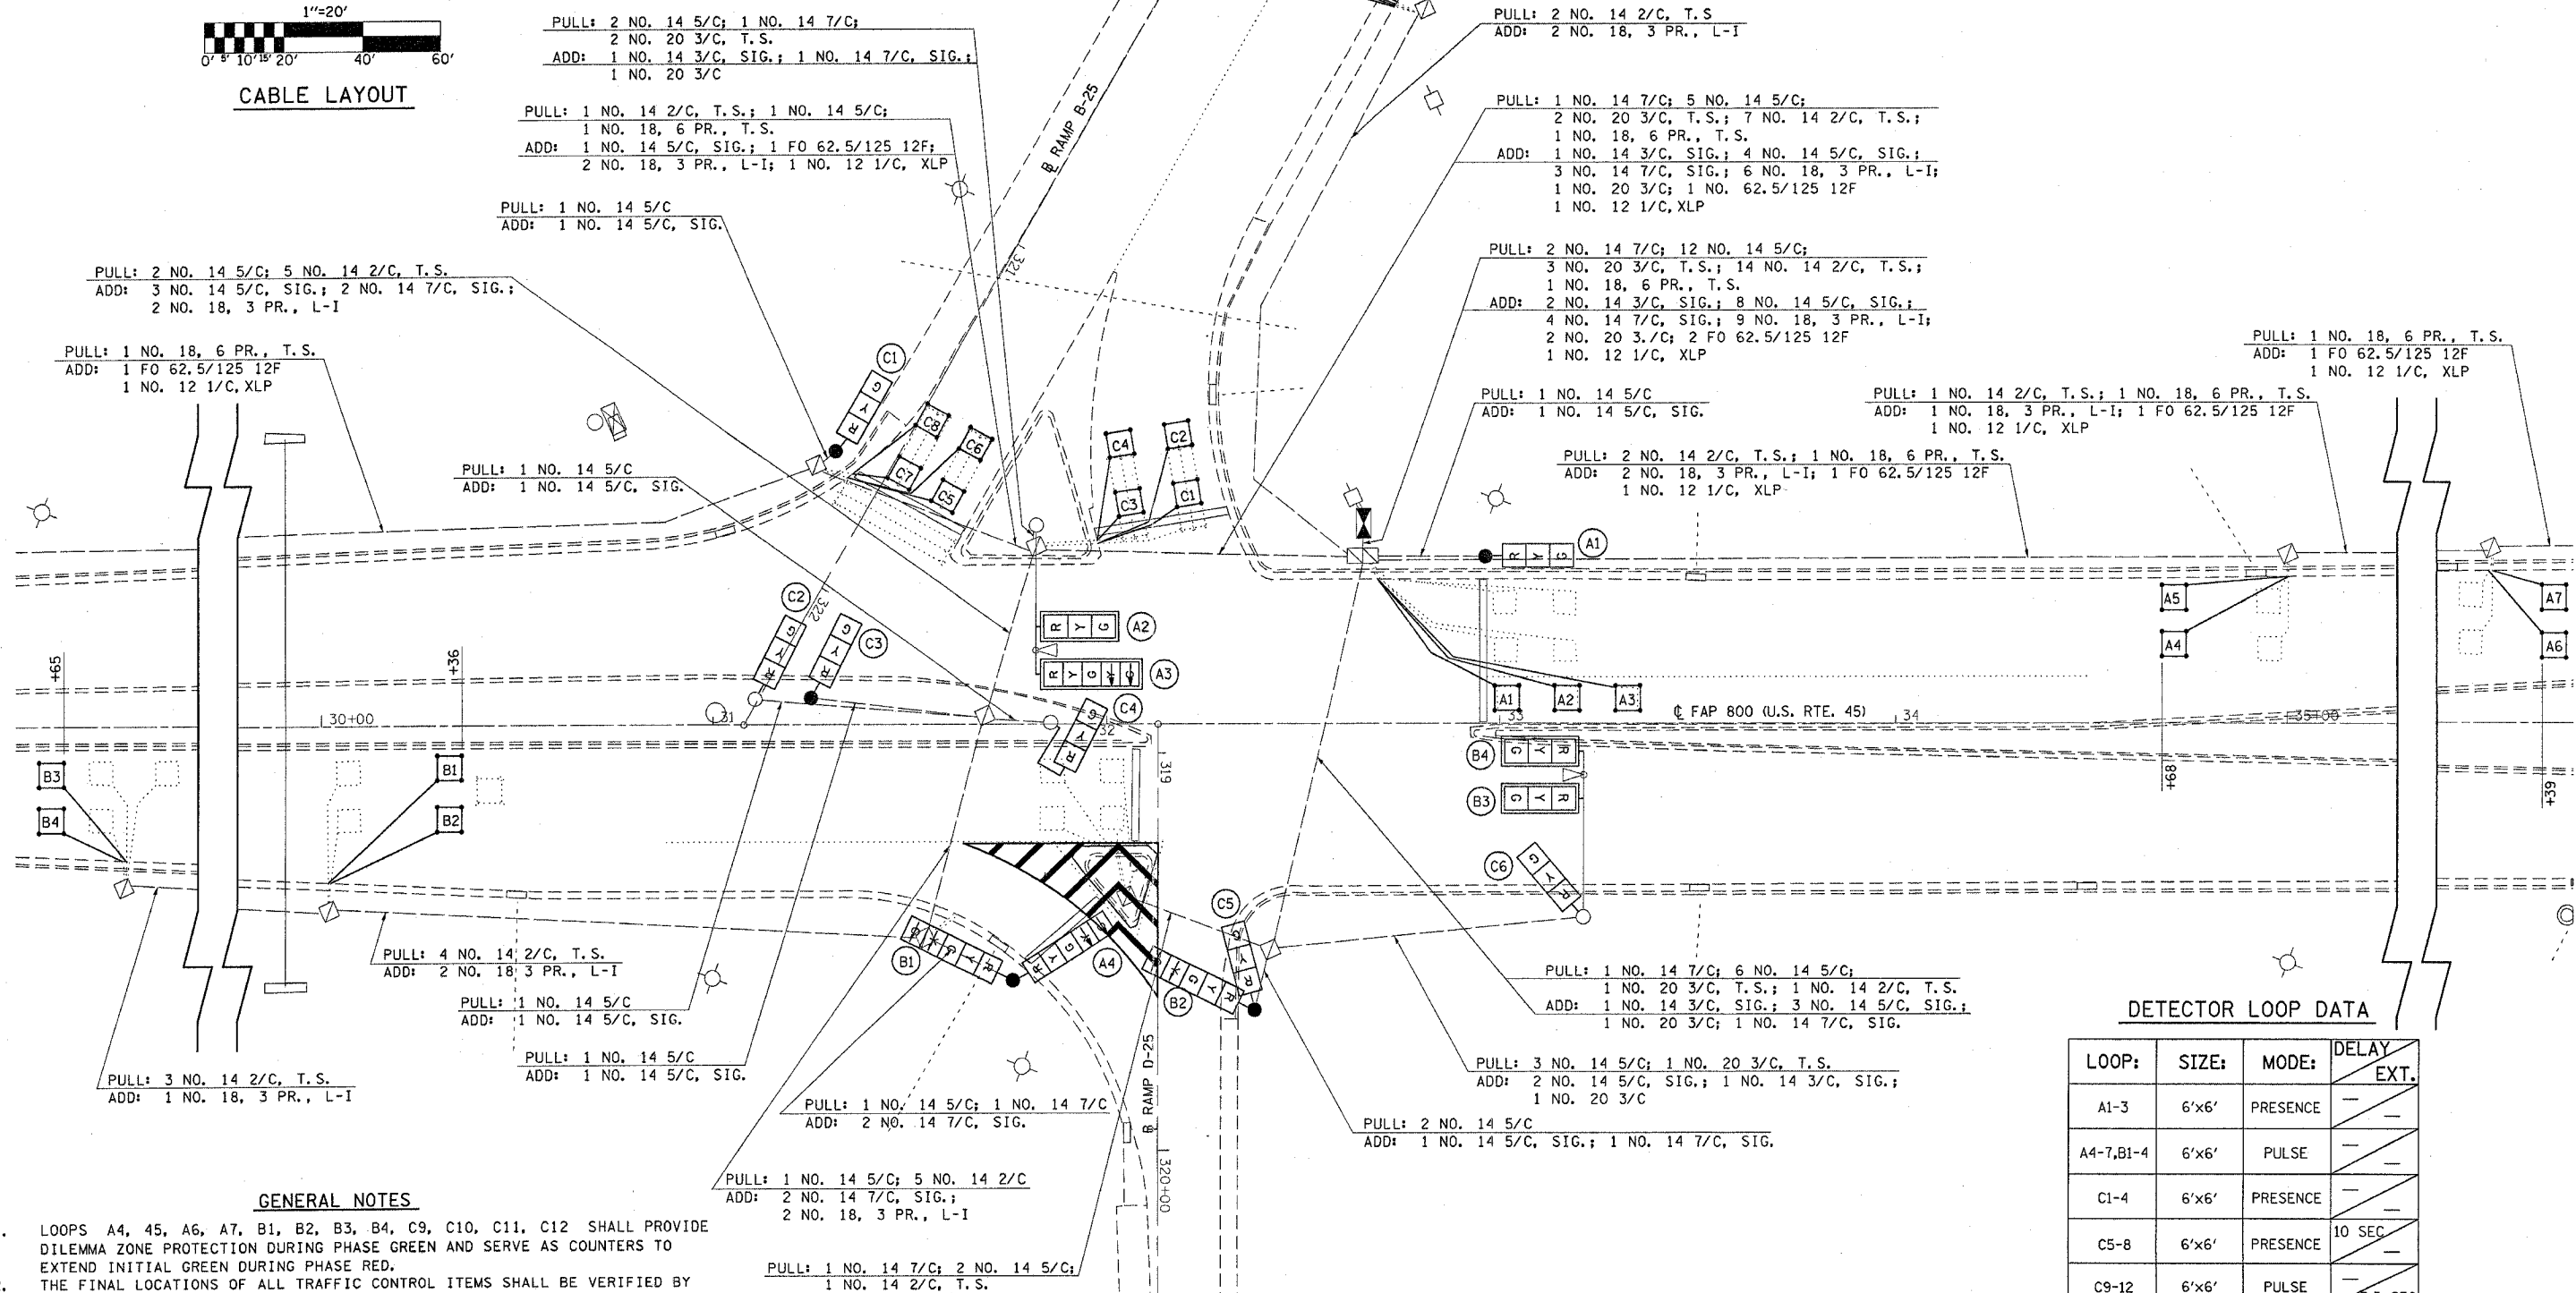 1''=20'
0' 5' 10' 15' 20' 40' 60'
CABLE LAYOUT
PULL: 2 NO. 14 5/C; 1 NO. 14 7/C;
2 NO. 20 3/C, T.S.
ADD: 1 NO. 14 3/C, SIG.; 1 NO. 14 7/C, SIG.;
1 NO. 20 3/C
PULL: 1 NO. 14 2/C, T.S.; 1 NO. 14 5/C;
1 NO. 18, 6 PR., T.S.
ADD: 1 NO. 14 5/C, SIG.; 1 FO 62.5/125 12F;
2 NO. 18, 3 PR., L-I; 1 NO. 12 1/C, XLP
PULL: 1 NO. 14 5/C
ADD: 1 NO. 14 5/C, SIG.
PULL: 2 NO. 14 5/C; 5 NO. 14 2/C, T.S.
ADD: 3 NO. 14 5/C, SIG.; 2 NO. 14 7/C, SIG.;
2 NO. 18, 3 PR., L-I
PULL: 1 NO. 18, 6 PR., T.S.
ADD: 1 FO 62.5/125 12F
1 NO. 12 1/C, XLP
PULL: 1 NO. 14 5/C
ADD: 1 NO. 14 5/C, SIG.
PULL: 2 NO. 14 2/C, T.S
ADD: 2 NO. 18, 3 PR., L-I
PULL: 1 NO. 14 7/C; 5 NO. 14 5/C;
2 NO. 20 3/C, T.S.; 7 NO. 14 2/C, T.S.;
1 NO. 18, 6 PR., T.S.
ADD: 1 NO. 14 3/C, SIG.; 4 NO. 14 5/C, SIG.;
3 NO. 14 7/C, SIG.; 6 NO. 18, 3 PR., L-I;
1 NO. 20 3/C; 1 NO. 62.5/125 12F
1 NO. 12 1/C, XLP
PULL: 2 NO. 14 7/C; 12 NO. 14 5/C;
3 NO. 20 3/C, T.S.; 14 NO. 14 2/C, T.S.;
1 NO. 18, 6 PR., T.S.
ADD: 2 NO. 14 3/C, SIG.; 8 NO. 14 5/C, SIG.;
4 NO. 14 7/C, SIG.; 9 NO. 18, 3 PR., L-I;
2 NO. 20 3./C; 2 FO 62.5/125 12F
1 NO. 12 1/C, XLP
PULL: 1 NO. 14 5/C
ADD: 1 NO. 14 5/C, SIG.
PULL: 1 NO. 18, 6 PR., T.S.
ADD: 1 FO 62.5/125 12F
1 NO. 12 1/C, XLP
PULL: 1 NO. 14 2/C, T.S.; 1 NO. 18, 6 PR., T.S.
ADD: 1 NO. 18, 3 PR., L-I; 1 FO 62.5/125 12F
1 NO. 12 1/C, XLP
PULL: 2 NO. 14 2/C, T.S.; 1 NO. 18, 6 PR., T.S.
ADD: 2 NO. 18, 3 PR., L-I; 1 FO 62.5/125 12F
1 NO. 12 1/C, XLP
℄ RAMP B-25
321
322
C1
R Y G
C8
C7
C6
C5
C4
C3
C2
C1
R Y G
A1
C2
R Y G
C3
R Y G
R Y G
A2
R Y G Y G
A3
C4
R Y G
A5
A4
A7
A6
A1 A2 A3
+65
+36
30+00
31
32
33
℄ FAP 800 (U.S. RTE. 45)
34
35+00
+68
+39
319
B3
B4
B1
B2
B4
G Y R
B3
G Y R
C6
G Y R
C5
G Y R
B1
G Y G Y R
R Y G Y G
A4
B2
G Y G Y R
℄ RAMP D-25
320+00
PULL: 4 NO. 14 2/C, T.S.
ADD: 2 NO. 18 3 PR., L-I
PULL: 1 NO. 14 5/C
ADD: 1 NO. 14 5/C, SIG.
PULL: 1 NO. 14 5/C
ADD: 1 NO. 14 5/C, SIG.
PULL: 3 NO. 14 2/C, T.S.
ADD: 1 NO. 18, 3 PR., L-I
PULL: 1 NO. 14 5/C; 1 NO. 14 7/C
ADD: 2 NO. 14 7/C, SIG.
PULL: 1 NO. 14 5/C; 5 NO. 14 2/C
ADD: 2 NO. 14 7/C, SIG.;
2 NO. 18, 3 PR., L-I
PULL: 1 NO. 14 7/C; 2 NO. 14 5/C;
1 NO. 14 2/C, T.S.
PULL: 1 NO. 14 7/C; 6 NO. 14 5/C;
1 NO. 20 3/C, T.S.; 1 NO. 14 2/C, T.S.
ADD: 1 NO. 14 3/C, SIG.; 3 NO. 14 5/C, SIG.;
1 NO. 20 3/C; 1 NO. 14 7/C, SIG.
PULL: 3 NO. 14 5/C; 1 NO. 20 3/C, T.S.
ADD: 2 NO. 14 5/C, SIG.; 1 NO. 14 3/C, SIG.;
1 NO. 20 3/C
PULL: 2 NO. 14 5/C
ADD: 1 NO. 14 5/C, SIG.; 1 NO. 14 7/C, SIG.
GENERAL NOTES
LOOPS A4, 45, A6, A7, B1, B2, B3, B4, C9, C10, C11, C12 SHALL PROVIDE
DILEMMA ZONE PROTECTION DURING PHASE GREEN AND SERVE AS COUNTERS TO
EXTEND INITIAL GREEN DURING PHASE RED.
THE FINAL LOCATIONS OF ALL TRAFFIC CONTROL ITEMS SHALL BE VERIFIED BY
DETECTOR LOOP DATA
LOOP: SIZE: MODE: DELAY EXT.
A1-3 6'x6' PRESENCE — —
A4-7,B1-4 6'x6' PULSE — —
C1-4 6'x6' PRESENCE — —
C5-8 6'x6' PRESENCE 10 SEC —
C9-12 6'x6' PULSE —